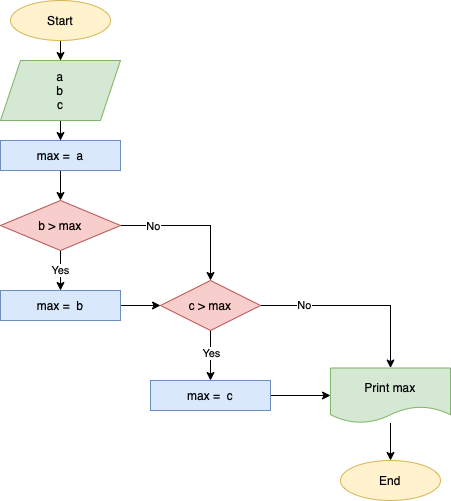 Start
a
b
c
max = a
b > max
No
Yes
max = b
c > max
No
Yes
max = c
Print max
End